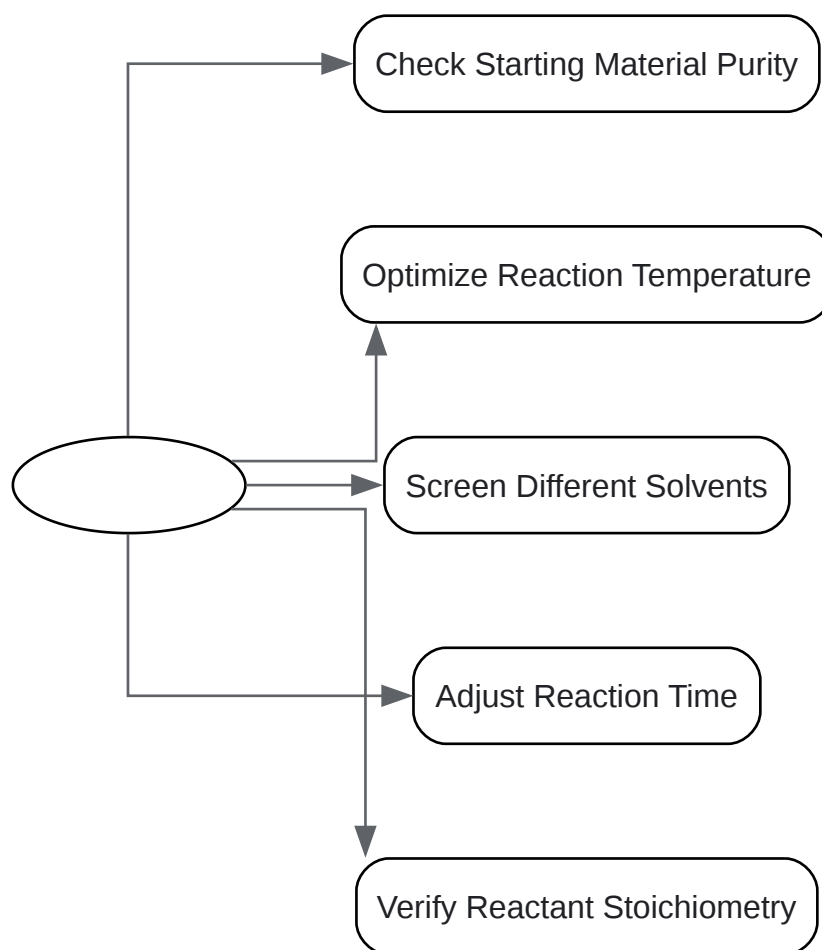 Check Starting Material Purity
Optimize Reaction Temperature
Screen Different Solvents
Adjust Reaction Time
Verify Reactant Stoichiometry